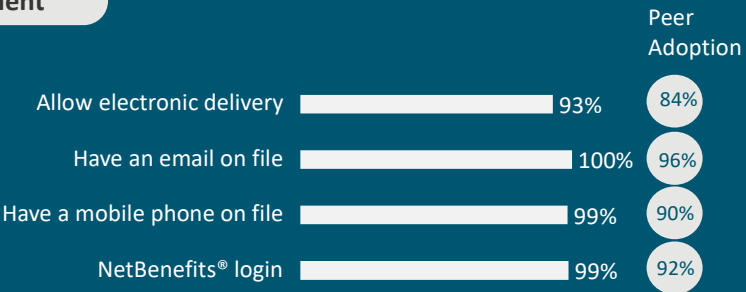 Peer
Adoption
Allow electronic delivery 93% 84%
Have an email on file 100% 96%
Have a mobile phone on file 99% 90%
NetBenefits® login 99% 92%